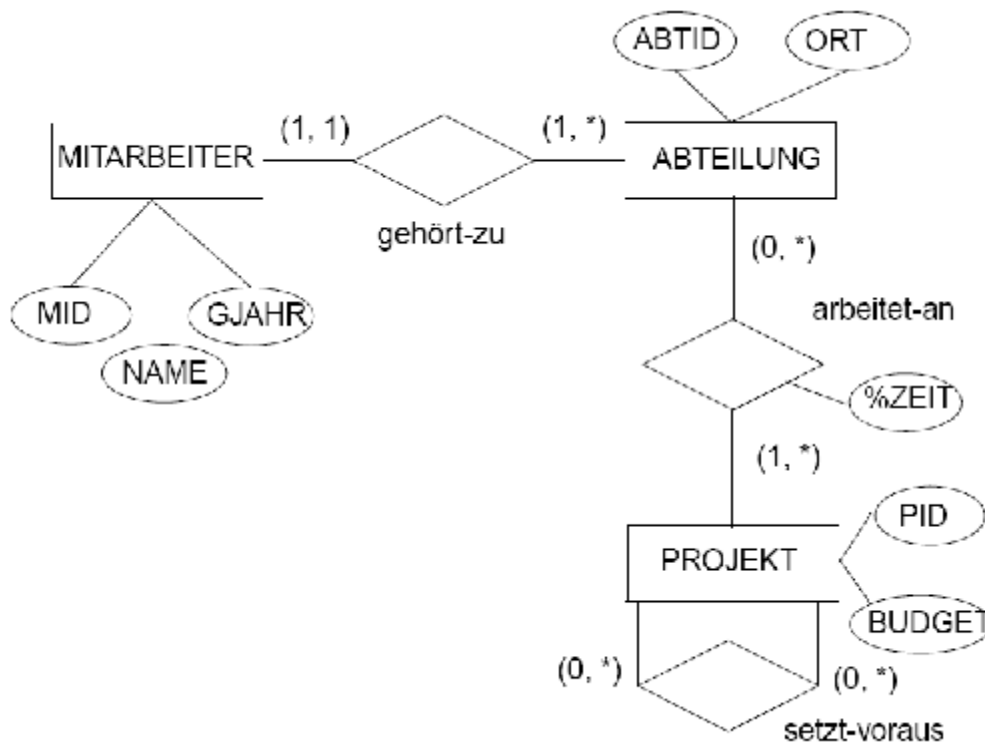 ABTID
ORT
MITARBEITER
(1, 1)
(1, *)
ABTEILUNG
gehört-zu
(0, *)
MID
GJAHR
NAME
arbeitet-an
%ZEIT
(1, *)
PID
PROJEKT
BUDGET
(0, *)
(0, *)
setzt-voraus